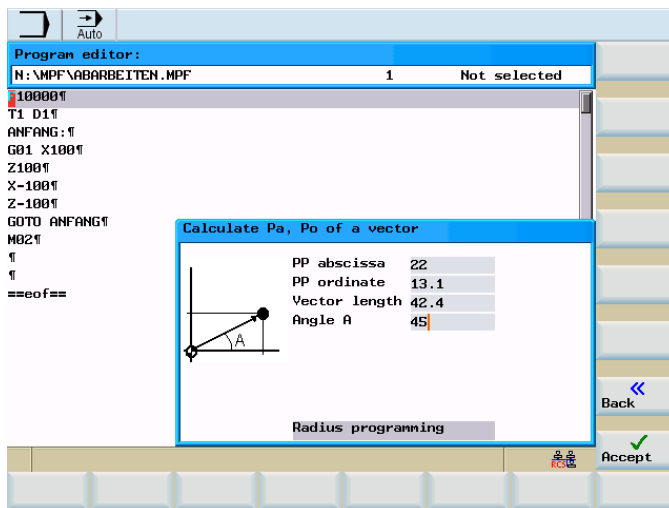 Auto
Program editor:
N:\MPF\ABARBEITEN.MPF 1 Not selected
F10000¶
T1 D1¶
ANFANG:¶
G01 X100¶
Z100¶
X-100¶
Z-100¶
GOTO ANFANG¶
M02¶
¶
¶
==eof==
Calculate Pa, Po of a vector
PP abscissa 22
PP ordinate 13.1
Vector length 42.4
Angle A 45
A
Radius programming
Back
RCS
Accept